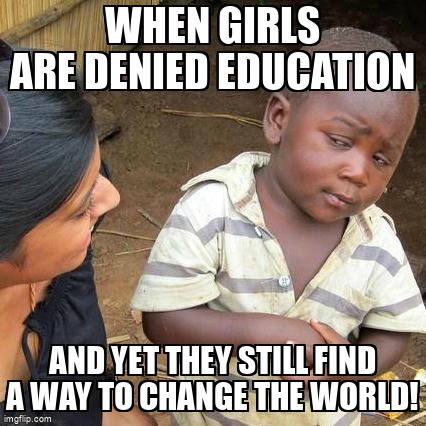 WHEN GIRLS
ARE DENIED EDUCATION
AND YET THEY STILL FIND
A WAY TO CHANGE THE WORLD!
imgflip.com